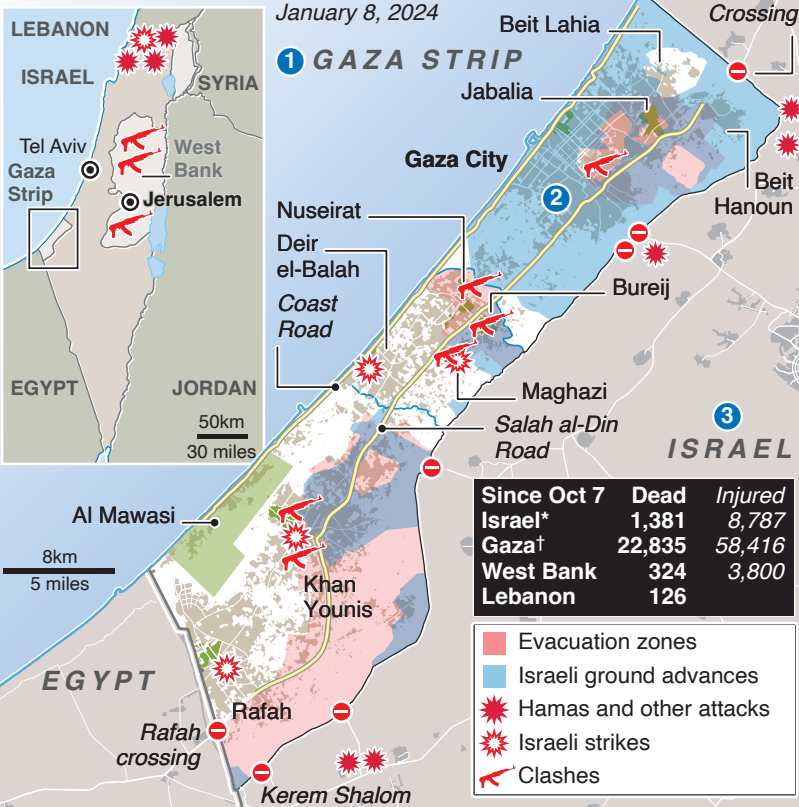 January 8, 2024
Crossing
1 GAZA STRIP
Beit Lahia
Jabalia
Gaza City
2
Beit
Hanoun
Nuseirat
Deir
el-Balah
Coast
Road
Bureij
Maghazi
Salah al-Din
Road
3
ISRAEL
Al Mawasi
8km
5 miles
Khan
Younis
EGYPT
Rafah
Rafah
crossing
Kerem Shalom
LEBANON
ISRAEL
SYRIA
Tel Aviv
West
Bank
Gaza
Strip
Jerusalem
EGYPT
JORDAN
50km
30 miles
Since Oct 7 Dead Injured
Israel* 1,381 8,787
Gaza† 22,835 58,416
West Bank 324 3,800
Lebanon 126
Evacuation zones
Israeli ground advances
Hamas and other attacks
Israeli strikes
Clashes